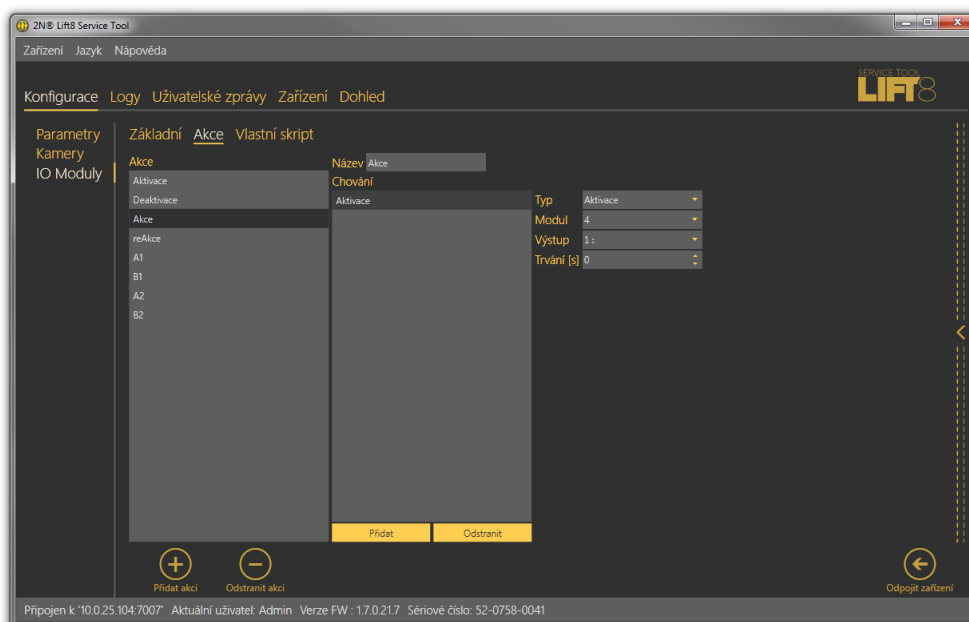 2N® Lift8 Service Tool
Zařízení Jazyk Nápověda
SERVICE TOOL
LIFT8
Konfigurace Logy Uživatelské zprávy Zařízení Dohled
Parametry
Kamery
IO Moduly
Základní Akce Vlastní skript
Akce
Aktivace
Deaktivace
Akce
reAkce
A1
B1
A2
B2
Název Akce
Chování
Aktivace
Typ Aktivace
Modul 4
Výstup 1:
Trvání [s] 0
Přidat Odstranit
Přidat akci Odstranit akci
Odpojit zařízení
Připojen k '10.0.25.104:7007' Aktuální uživatel: Admin Verze FW : 1.7.0.21.7 Sériové číslo: 52-0758-0041